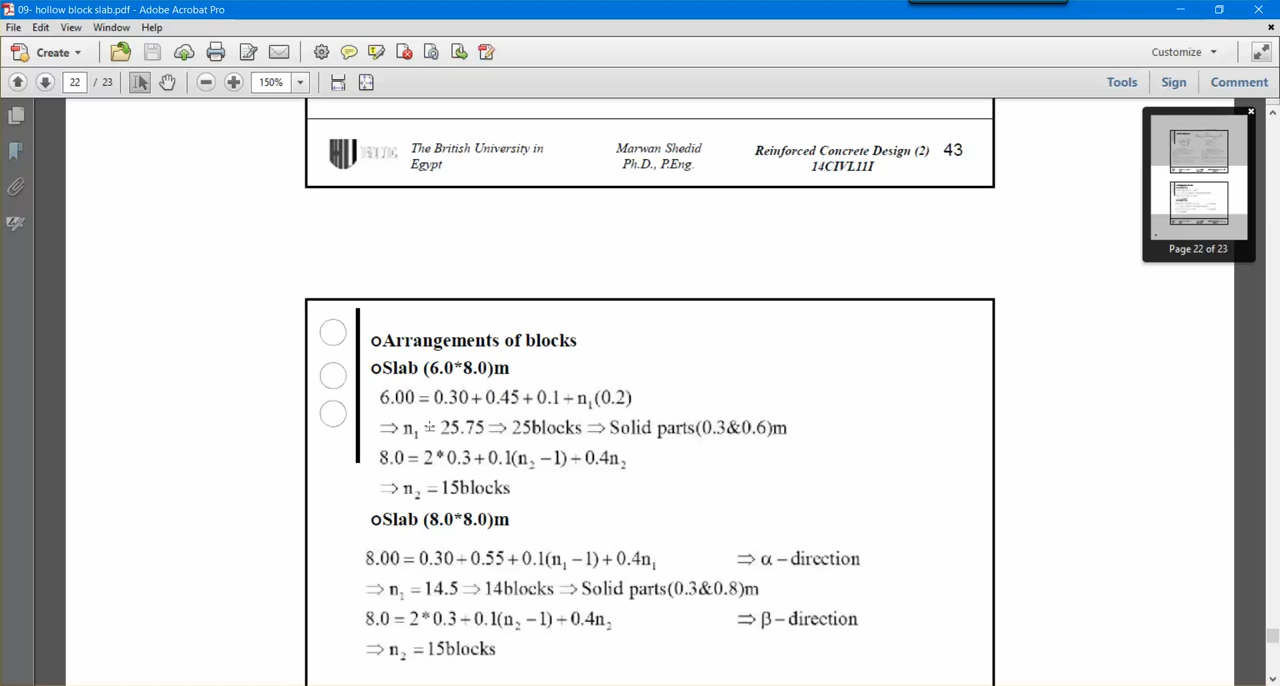 09- hollow block slab.pdf - Adobe Acrobat Pro
File Edit View Window Help
Create
Customize
22 / 23
150%
Tools Sign Comment
The British University in
Egypt
Marwan Shedid
Ph.D., P.Eng.
Reinforced Concrete Design (2)
14CIVL11I
43
Page 22 of 23
Arrangements of blocks
Slab (6.0*8.0)m
6.00 = 0.30 + 0.45 + 0.1 + n₁(0.2)
⇒ n₁ = 25.75 ⇒ 25blocks ⇒ Solid parts(0.3&0.6)m
8.0 = 2*0.3 + 0.1(n₂ −1) + 0.4n₂
⇒ n₂ = 15blocks
Slab (8.0*8.0)m
8.00 = 0.30 + 0.55 + 0.1(n₁ −1) + 0.4n₁ ⇒ α − direction
⇒ n₁ = 14.5 ⇒ 14blocks ⇒ Solid parts(0.3&0.8)m
8.0 = 2*0.3 + 0.1(n₂ −1) + 0.4n₂ ⇒ β − direction
⇒ n₂ = 15blocks